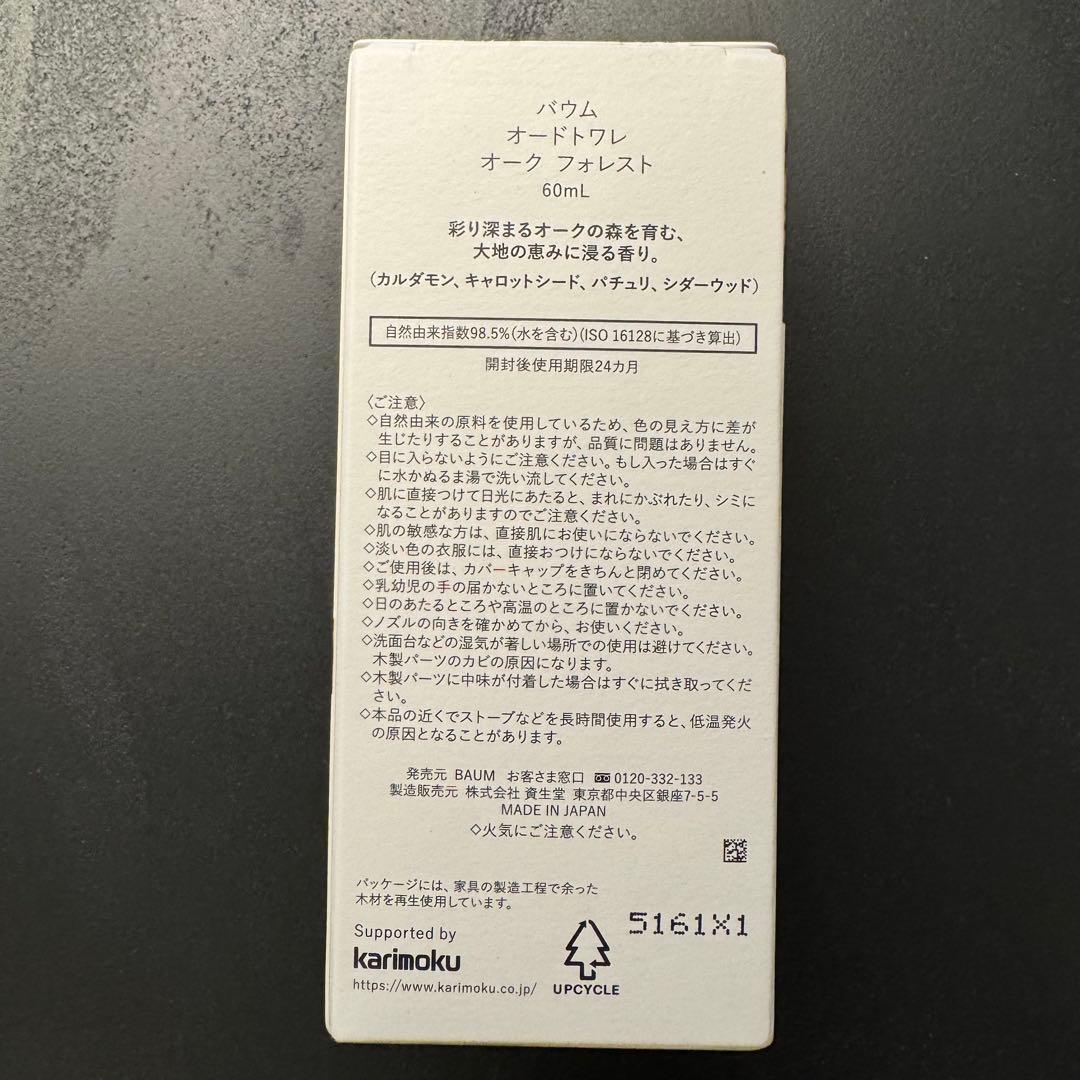 バウム
オードトワレ
オーク フォレスト
60mL
彩り深まるオークの森を育む、
大地の恵みに浸る香り。
(カルダモン、キャロットシード、パチュリ、シダーウッド)
自然由来指数98.5%(水を含む)(ISO 16128に基づき算出)
開封後使用期限24カ月
〈ご注意〉
◇自然由来の原料を使用しているため、色の見え方に差が
生じたりすることがありますが、品質に問題はありません。
◇目に入らないようにご注意ください。もし入った場合はすぐ
に水かぬるま湯で洗い流してください。
◇肌に直接つけて日光にあたると、まれにかぶれたり、シミに
なることがありますのでご注意ください。
◇肌の敏感な方は、直接肌にお使いにならないでください。
◇淡い色の衣服には、直接おつけにならないでください。
◇ご使用後は、カバーキャップをきちんと閉めてください。
◇乳幼児の手の届かないところに置いてください。
◇日のあたるところや高温のところに置かないでください。
◇ノズルの向きを確かめてから、お使いください。
◇洗面台などの湿気が著しい場所での使用は避けてください。
木製パーツのカビの原因になります。
◇木製パーツに中味が付着した場合はすぐに拭き取ってくだ
さい。
◇本品の近くでストーブなどを長時間使用すると、低温発火
の原因となることがあります。
発売元 BAUM お客さま窓口 0120-332-133
製造販売元 株式会社 資生堂 東京都中央区銀座7-5-5
MADE IN JAPAN
◇火気にご注意ください。
パッケージには、家具の製造工程で余った
木材を再生使用しています。
5161X1
Supported by
karimoku
https://www.karimoku.co.jp/
UPCYCLE